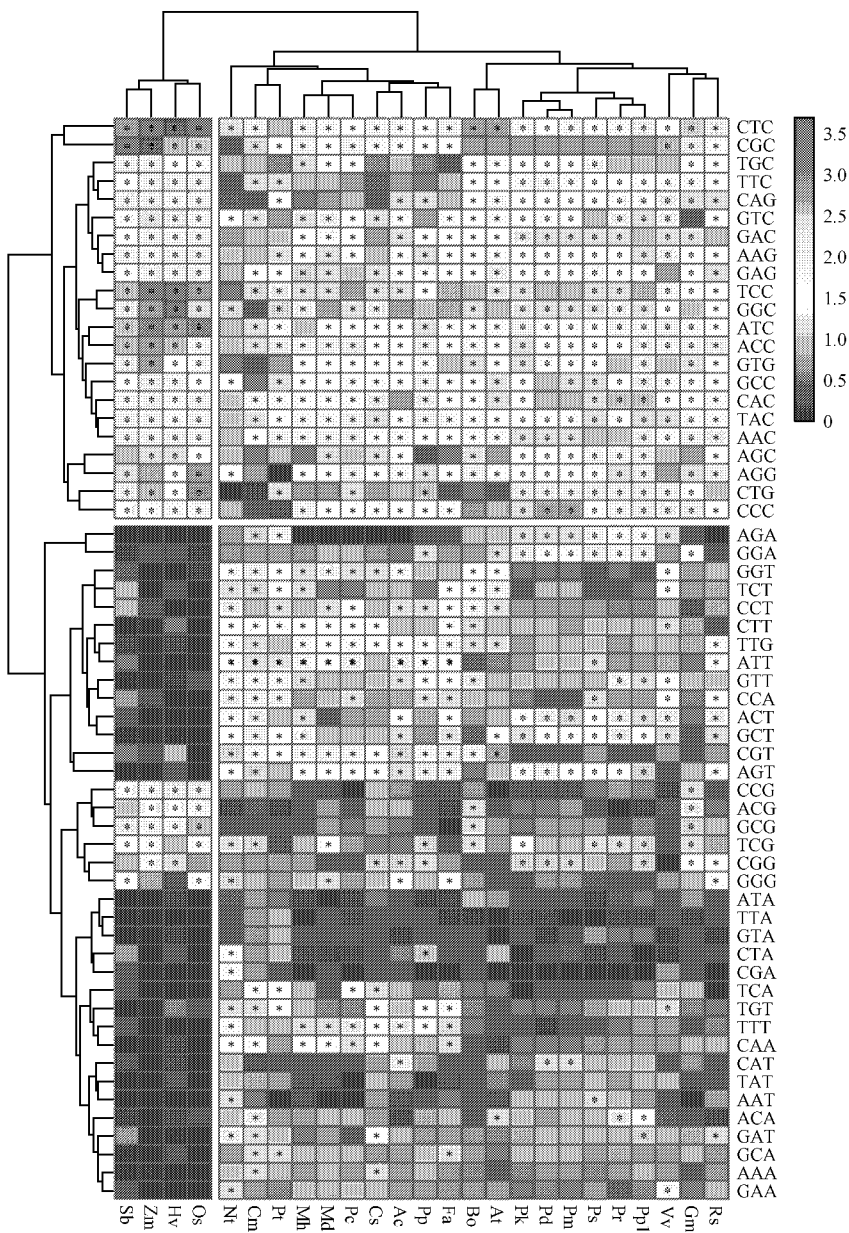 CTC
CGC
TGC
TTC
CAG
GTC
GAC
AAG
GAG
TCC
GGC
ATC
ACC
GTG
GCC
CAC
TAC
AAC
AGC
AGG
CTG
CCC
AGA
GGA
GGT
TCT
CCT
CTT
TTG
ATT
GTT
CCA
ACT
GCT
CGT
AGT
CCG
ACG
GCG
TCG
CGG
GGG
ATA
TTA
GTA
CTA
CGA
TCA
TGT
TTT
CAA
CAT
TAT
AAT
ACA
GAT
GCA
AAA
GAA
3.5
3.0
2.5
2.0
1.5
1.0
0.5
0
Sb Zm Hv Os Nt Cm Pt Mh Md Pc Cs Ac Pp Fa Bo At Pk Pd Pm Ps Pr Ppl Vv Gm Rs